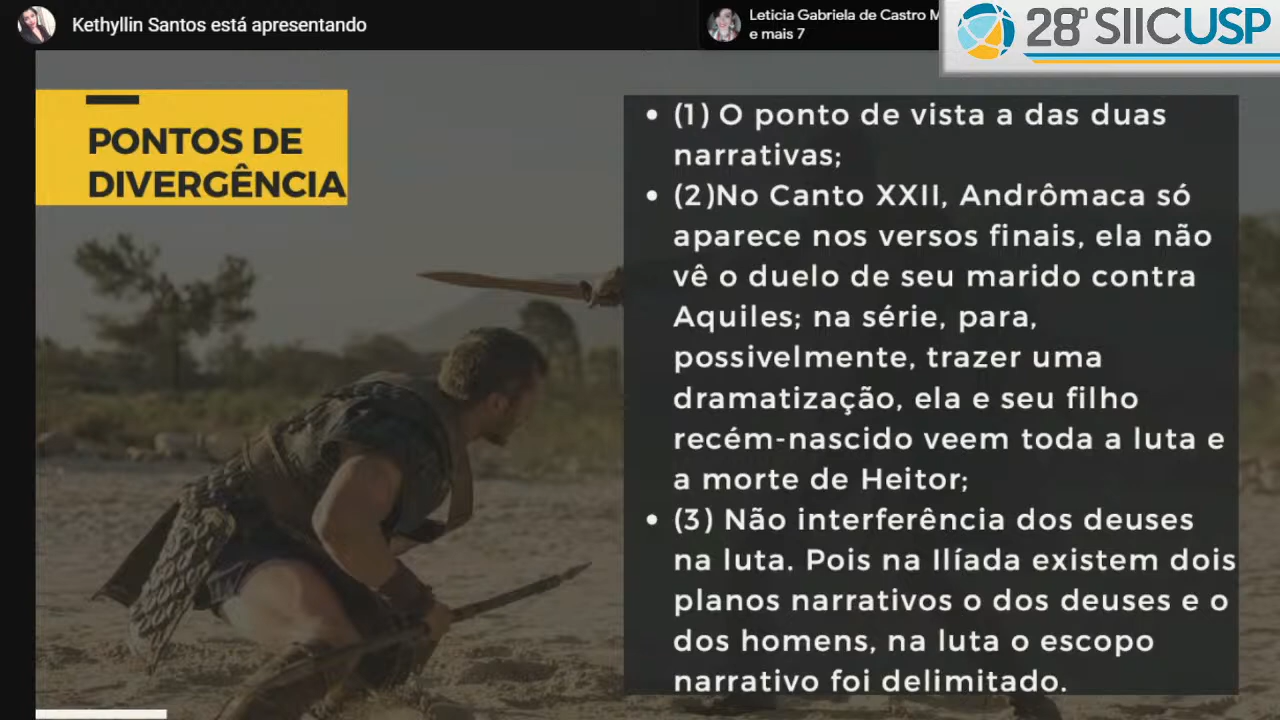 Kethyllin Santos está apresentando
Leticia Gabriela de Castro M
e mais 7
28º SIICUSP
PONTOS DE
DIVERGÊNCIA
• (1) O ponto de vista a das duas
narrativas;
• (2)No Canto XXII, Andrômaca só
aparece nos versos finais, ela não
vê o duelo de seu marido contra
Aquiles; na série, para,
possivelmente, trazer uma
dramatização, ela e seu filho
recém-nascido veem toda a luta e
a morte de Heitor;
• (3) Não interferência dos deuses
na luta. Pois na Ilíada existem dois
planos narrativos o dos deuses e o
dos homens, na luta o escopo
narrativo foi delimitado.